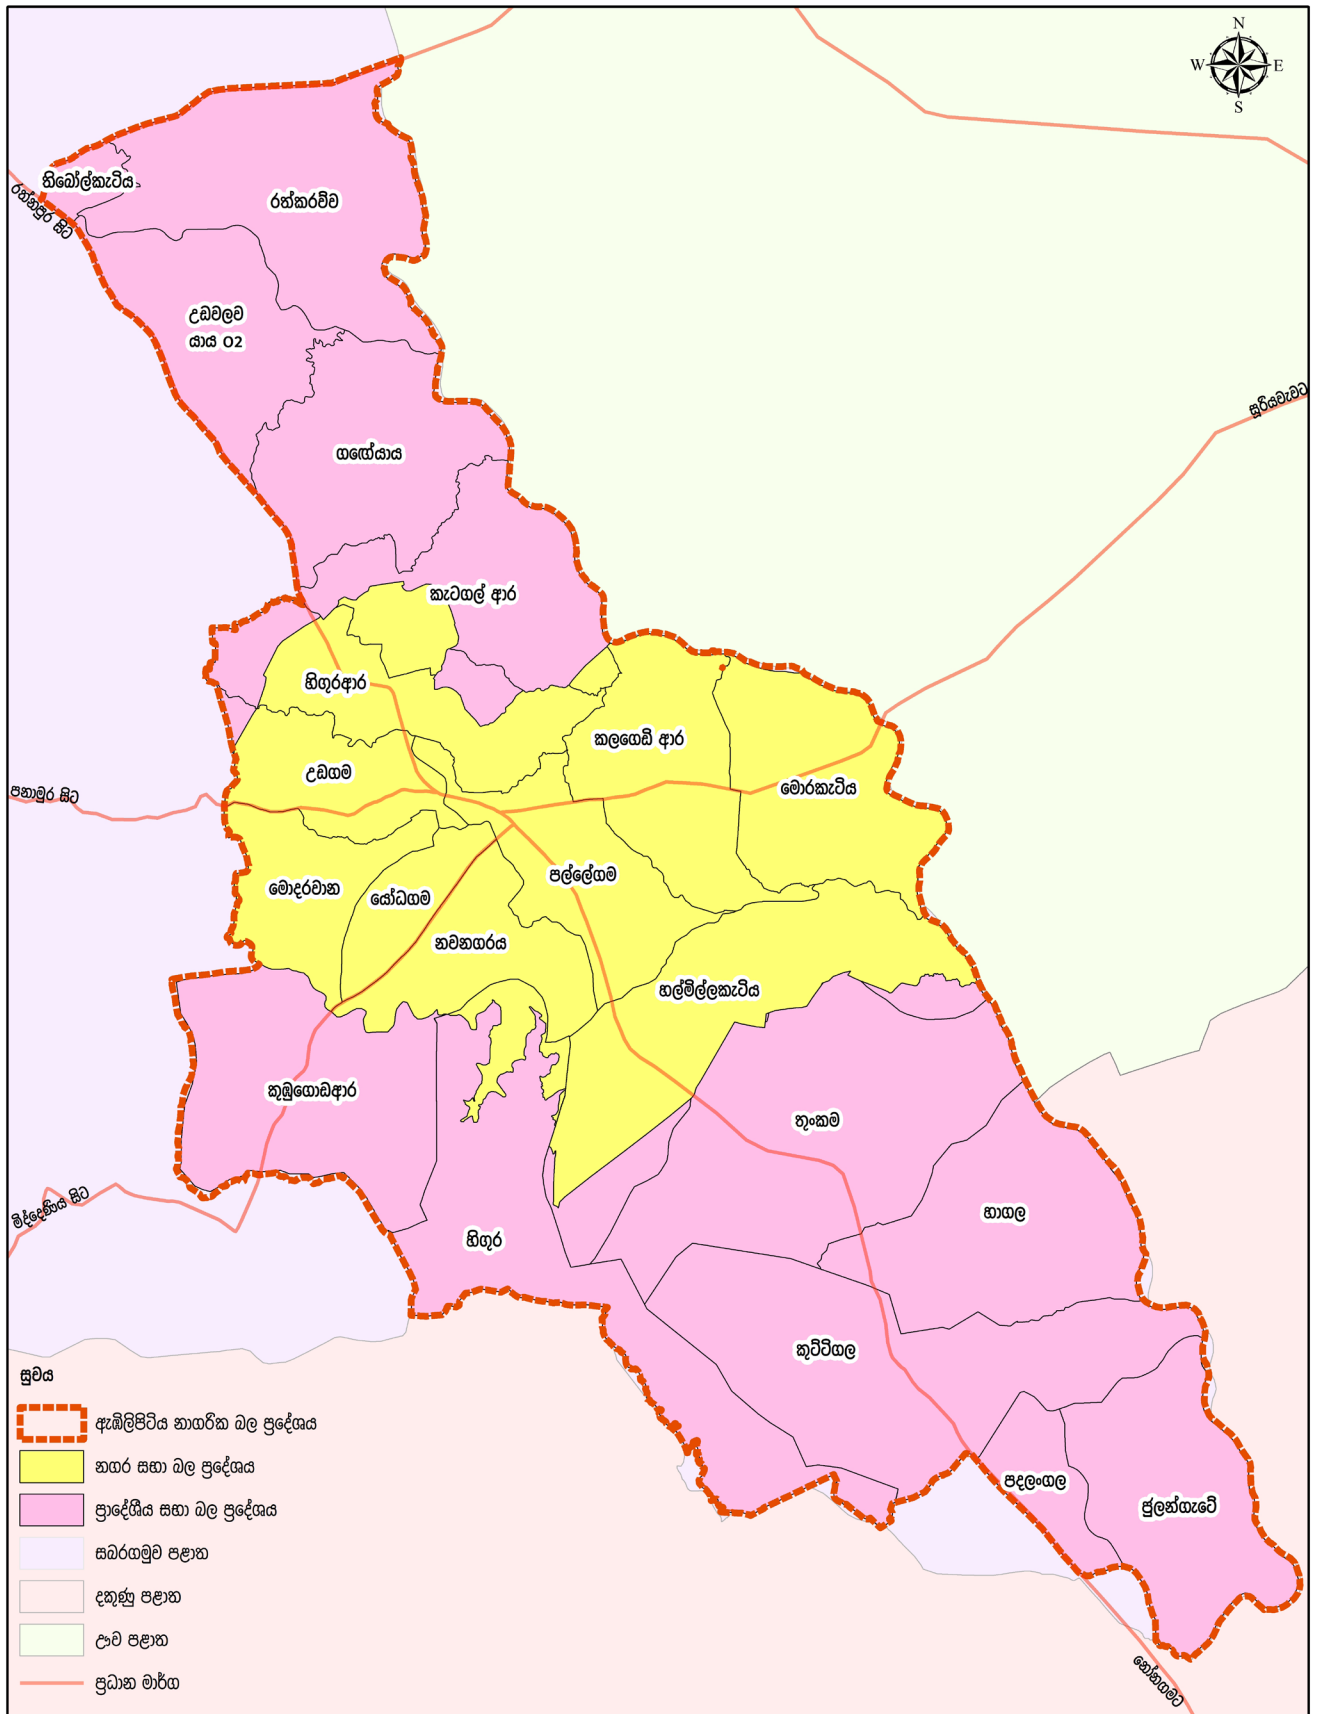 N
W E
S
තිබෝල්කැටිය
රත්කරව්ව
රත්නපුර සිට
උඩවලව
යාය 02
සූරියවැවට
ගඟේයාය
කැටගල් ආර
හිගුරආර
කලගෙඩි ආර
උඩගම
පනාමුර සිට
මොරකැටිය
පල්ලේගම
මොදරවාන
යෝධගම
නවනගරය
හල්මිල්ලකැටිය
කුඹුගොඩආර
තුංකම
මිද්දෙණිය සිට
හාගල
හිගුර
කුට්ටිගල
පදලංගල
ජුලන්ගැටේ
නෝනගමට
සුචය
ඇඹිලිපිටිය නාගරික බල ප්‍රදේශය
නගර සභා බල ප්‍රදේශය
ප්‍රාදේශීය සභා බල ප්‍රදේශය
සබරගමුව පළාත
දකුණු පළාත
ඌව පළාත
ප්‍රධාන මාර්ග